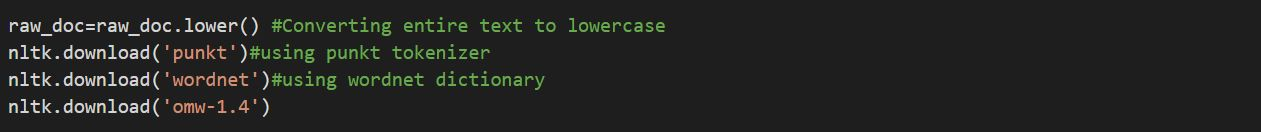 raw_doc=raw_doc.lower() #Converting entire text to lowercase
nltk.download('punkt')#using punkt tokenizer
nltk.download('wordnet')#using wordnet dictionary
nltk.download('omw-1.4')